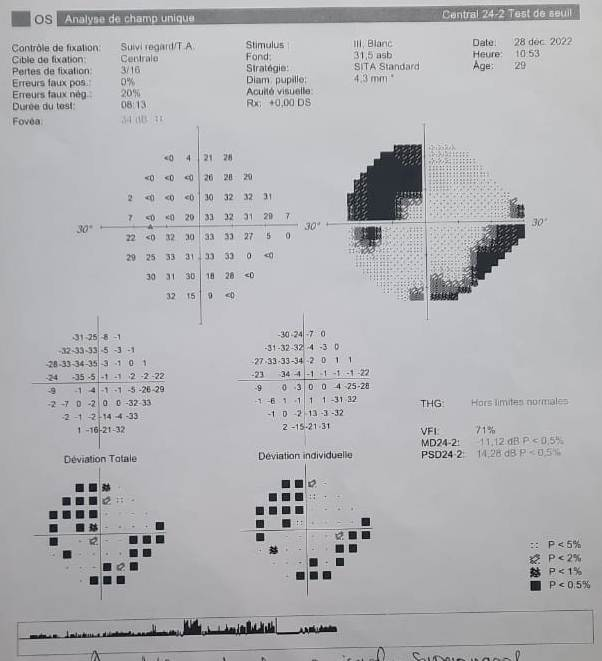 OS Analyse de champ unique Central 24-2 Test de seuil
Contrôle de fixation: Suivi regard/T.A. Stimulus : III, Blanc Date: 28 déc. 2022
Cible de fixation: Centrale Fond: 31,5 asb Heure: 10:53
Pertes de fixation: 3/16 Stratégie: SITA Standard Âge: 29
Erreurs faux pos.: 0% Diam. pupille: 4,3 mm *
Erreurs faux nég.: 20% Acuité visuelle:
Durée du test: 08:13 Rx: +0,00 DS
Fovéa: 34 dB ::
<0 4 21 28
<0 <0 <0 26 28 29
2 <0 <0 <0 30 32 32 31
7 <0 <0 29 33 32 31 29 7
30° 30° 30°
22 <0 32 30 33 33 27 5 0
29 25 33 31 33 33 0 <0
30 31 30 18 28 <0
32 15 9 <0
-31 -25 -8 -1
-32 -33 -33 -5 -3 -1
-28 -33 -34 -35 -3 -1 0 1
-24 -35 -5 -1 -1 -2 -2 -22
-9 -1 -4 -1 -1 -5 -26 -29
-2 -7 0 -2 0 0 -32 -33
-2 -1 -2 -14 -4 -33
1 -16 -21 -32
Déviation Totale
-30 -24 -7 0
-31 -32 -32 -4 -3 0
-27 -33 -33 -34 -2 0 1 1
-23 -34 -4 -1 -1 -1 -1 -22
-9 0 -3 0 0 -4 -25 -28
-1 -6 1 -1 1 1 -31 -32
-1 0 -2 -13 -3 -32
2 -15 -21 -31
Déviation individuelle
THG: Hors limites normales
VFI: 71%
MD24-2: -11,12 dB P < 0,5%
PSD24-2: 14,28 dB P < 0,5%
:: P < 5%
P < 2%
P < 1%
P < 0.5%